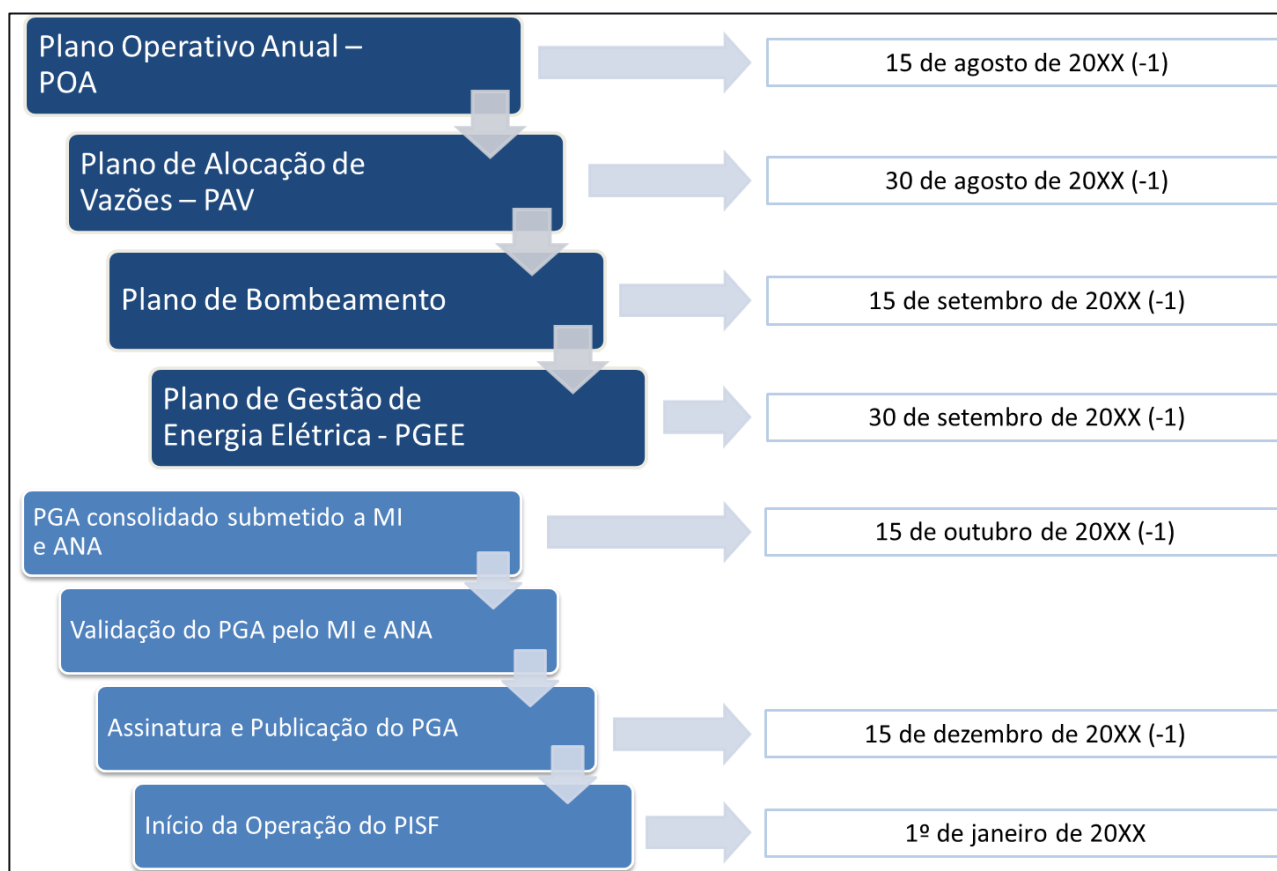 Plano Operativo Anual –
POA
15 de agosto de 20XX (-1)
Plano de Alocação de
Vazões – PAV
30 de agosto de 20XX (-1)
Plano de Bombeamento
15 de setembro de 20XX (-1)
Plano de Gestão de
Energia Elétrica - PGEE
30 de setembro de 20XX (-1)
PGA consolidado submetido a MI
e ANA
15 de outubro de 20XX (-1)
Validação do PGA pelo MI e ANA
Assinatura e Publicação do PGA
15 de dezembro de 20XX (-1)
Início da Operação do PISF
1º de janeiro de 20XX